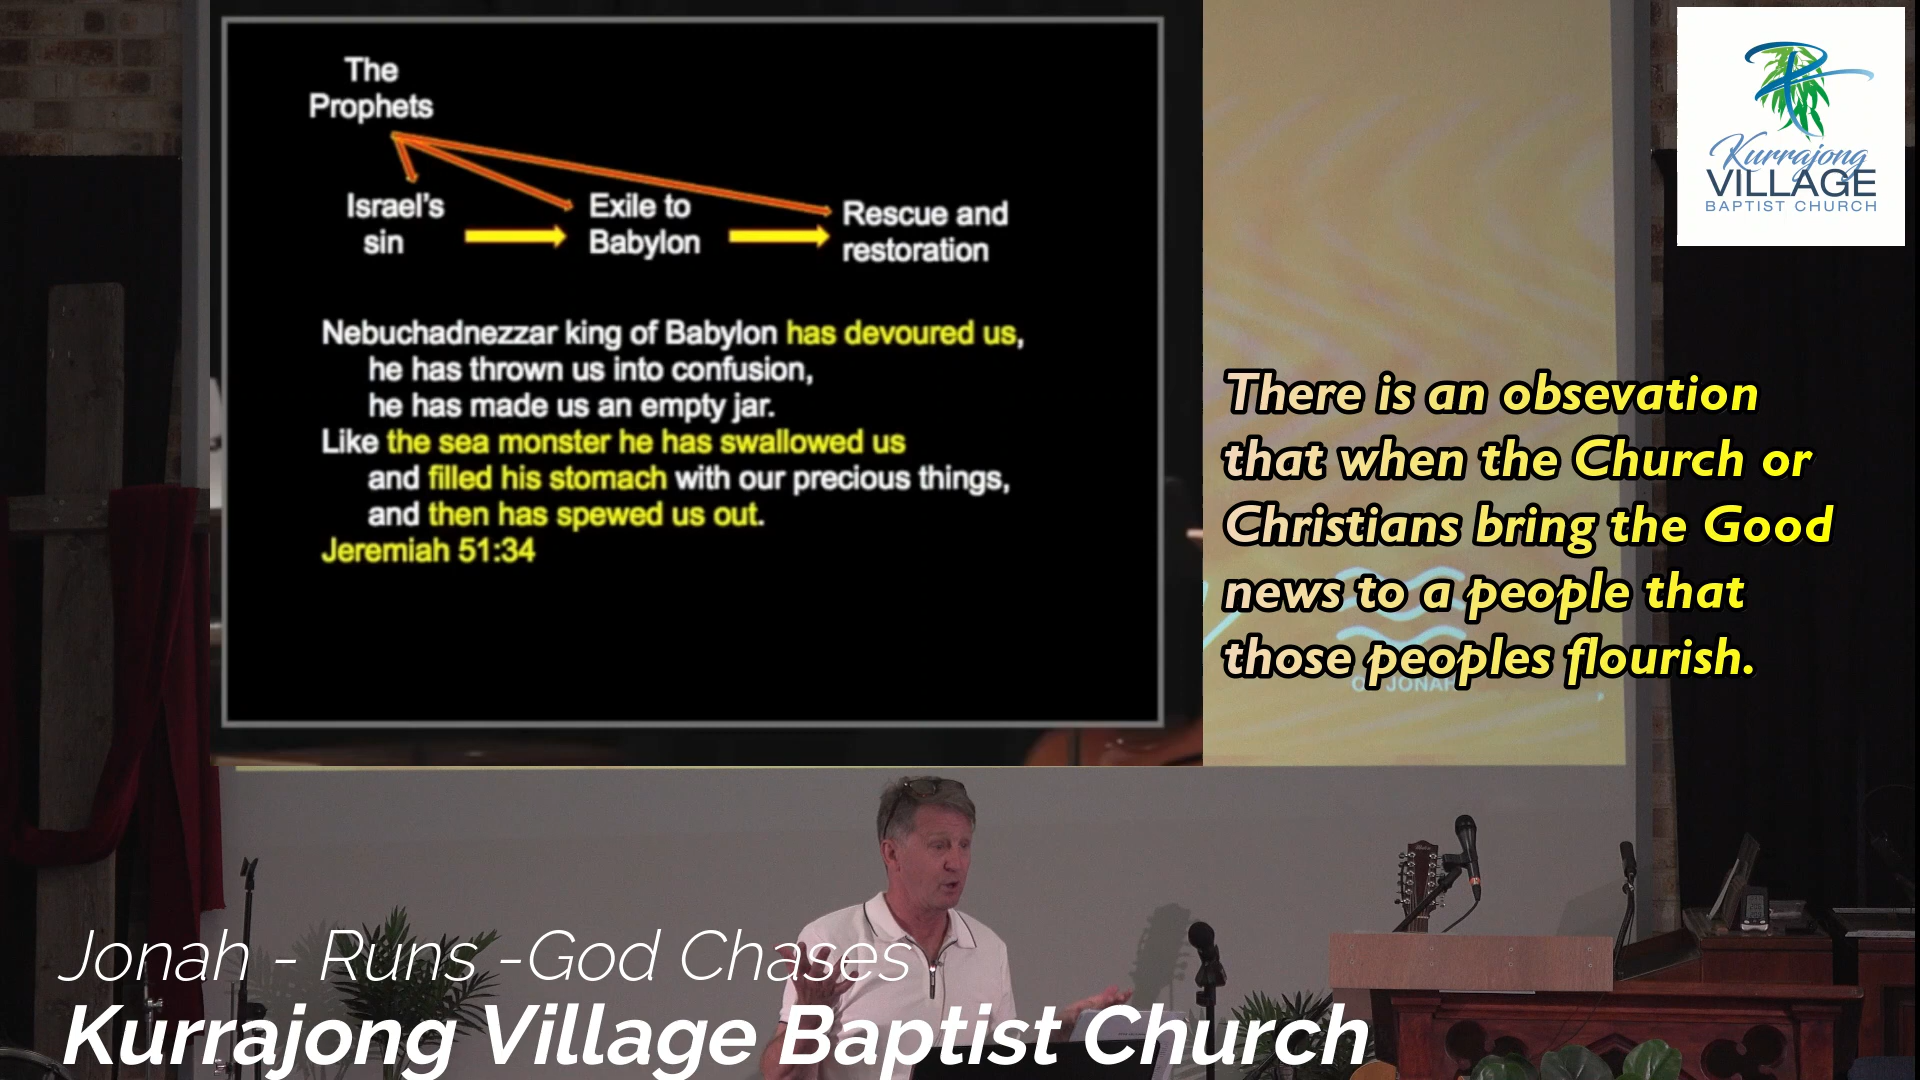 The
Prophets
Israel's
sin
Exile to
Babylon
Rescue and
restoration
Nebuchadnezzar king of Babylon has devoured us,
he has thrown us into confusion,
he has made us an empty jar.
Like the sea monster he has swallowed us
and filled his stomach with our precious things,
and then has spewed us out.
Jeremiah 51:34
Kurrajong
VILLAGE
BAPTIST CHURCH
There is an obsevation
that when the Church or
Christians bring the Good
news to a people that
those peoples flourish.
JONAH
Jonah - Runs -God Chases
Kurrajong Village Baptist Church